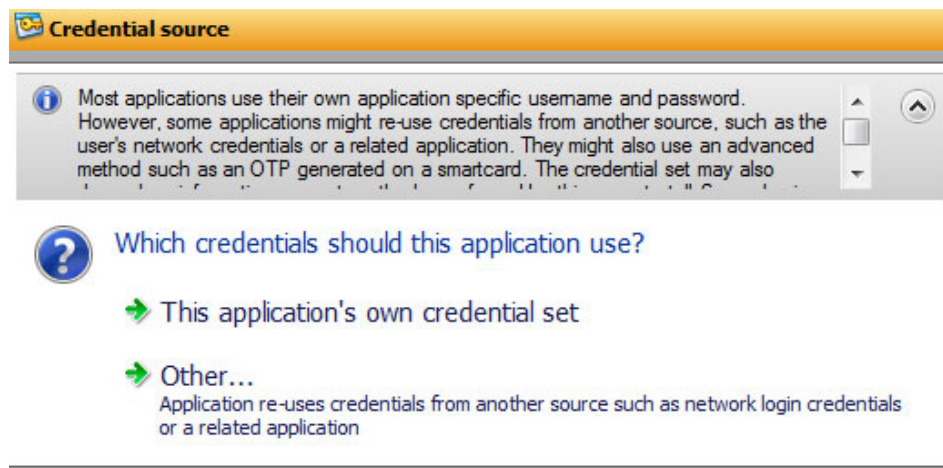 Credential source
Most applications use their own application specific username and password.
However, some applications might re-use credentials from another source, such as the
user's network credentials or a related application. They might also use an advanced
method such as an OTP generated on a smartcard. The credential set may also
Which credentials should this application use?
This application's own credential set
Other...
Application re-uses credentials from another source such as network login credentials
or a related application